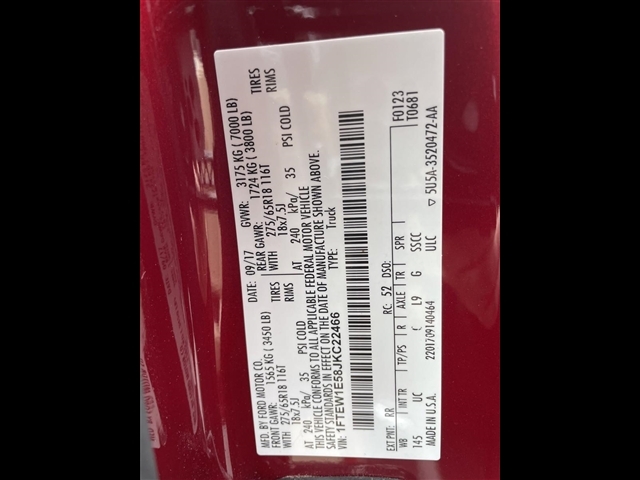 MFD. BY FORD MOTOR CO. DATE: 09/17 GVWR: 3175 KG ( 7000 LB)
FRONT GAWR: 1565 KG ( 3450 LB) REAR GAWR: 1724 KG ( 3800 LB)
WITH 275/65R18 116T TIRES WITH 275/65R18 116T TIRES
18x7.5J RIMS 18x7.5J RIMS
AT 240 kPa/ 35 PSI COLD AT 240 kPa/ 35 PSI COLD
THIS VEHICLE CONFORMS TO ALL APPLICABLE FEDERAL MOTOR VEHICLE
SAFETY STANDARDS IN EFFECT ON THE DATE OF MANUFACTURE SHOWN ABOVE.
VIN: 1FTEW1E58JKC22466 TYPE: Truck
F0123
T0681
EXT PNT: RR RC: 52 DSO:
WB INT TR TP/PS R AXLE TR SPR
145 UC C L9 G SSCC
MADE IN U.S.A. 2201709140464 ULC
▽ 5U5A-3520472-AA